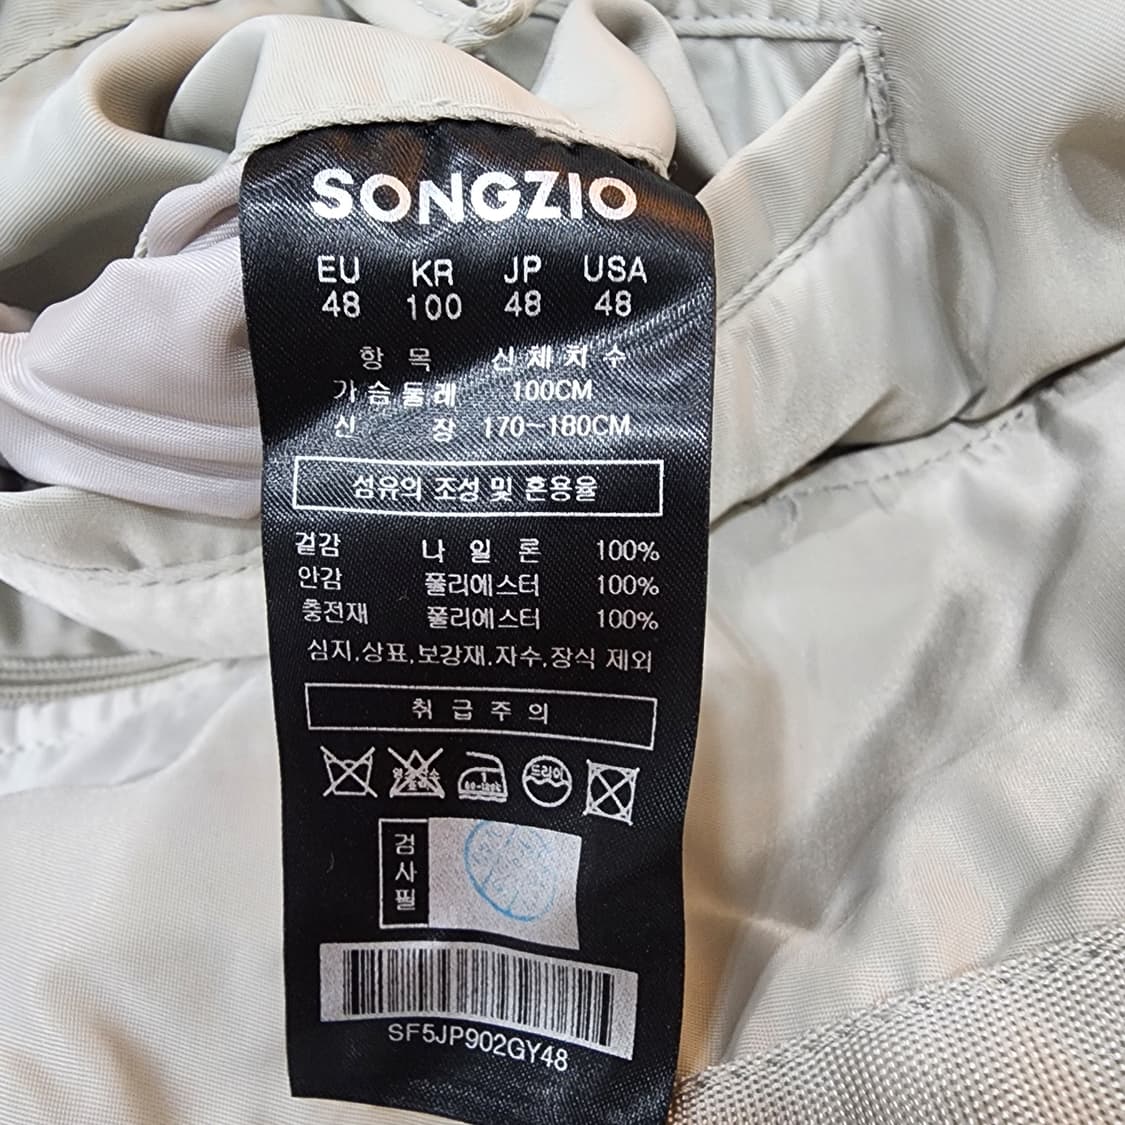 SONGZIO
EU KR JP USA
48 100 48 48
항 목 신체치수
가슴둘레 100CM
신 장 170-180CM
섬유의 조성 및 혼용율
겉감 나일론 100%
안감 폴리에스터 100%
충전재 폴리에스터 100%
심지,상표,보강재,자수,장식 제외
취급주의
드라이
검사필
SF5JP902GY48